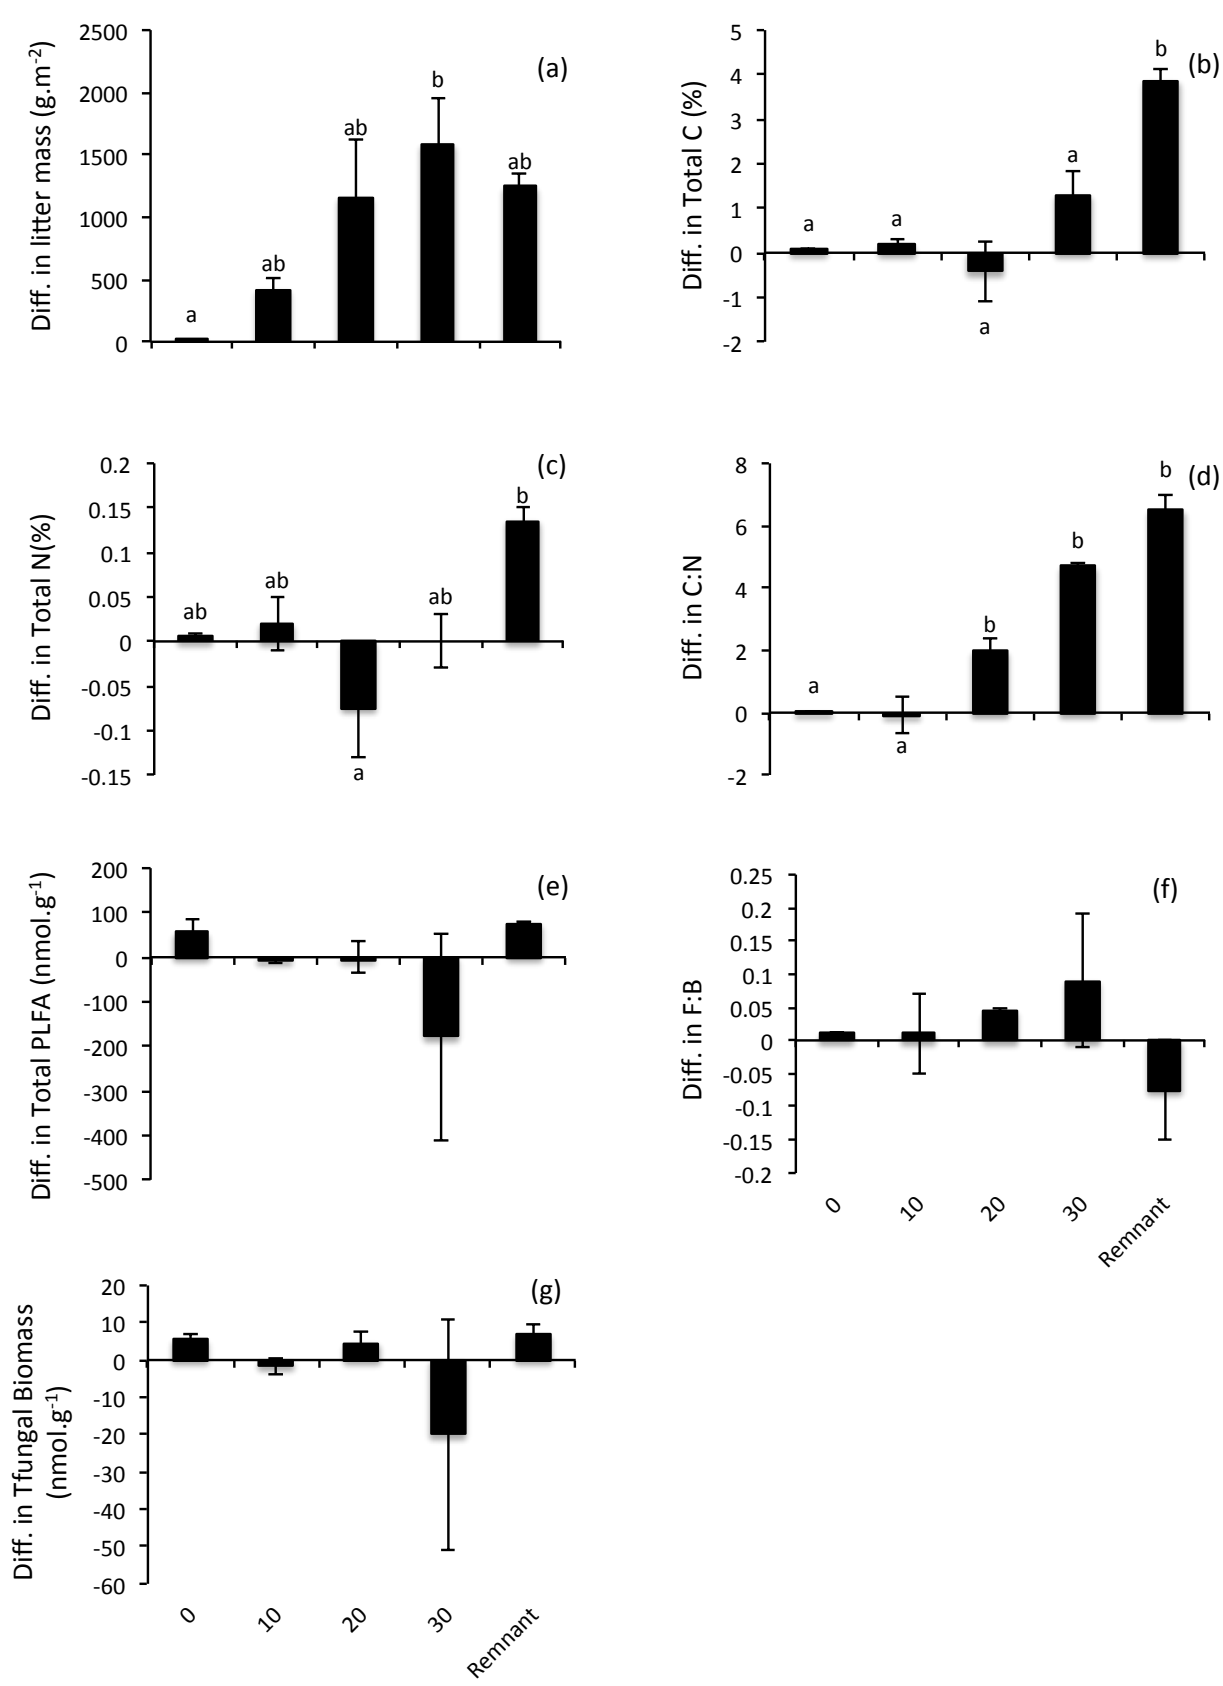 Diff. in litter mass (g.m-2)
2500
2000
1500
1000
500
0
a
ab
ab
b
ab
(a)
Diff. in Total C (%)
5
4
3
2
1
0
-1
-2
a
a
a
a
b
(b)
Diff. in Total N(%)
0.2
0.15
0.1
0.05
0
-0.05
-0.1
-0.15
ab
ab
a
ab
b
(c)
Diff. in C:N
8
6
4
2
0
-2
a
a
b
b
b
(d)
Diff. in Total PLFA (nmol.g-1)
200
100
0
-100
-200
-300
-400
-500
(e)
Diff. in F:B
0.25
0.2
0.15
0.1
0.05
0
-0.05
-0.1
-0.15
-0.2
(f)
0
10
20
30
Remnant
Diff. in Tfungal Biomass
(nmol.g-1)
20
10
0
-10
-20
-30
-40
-50
-60
(g)
0
10
20
30
Remnant